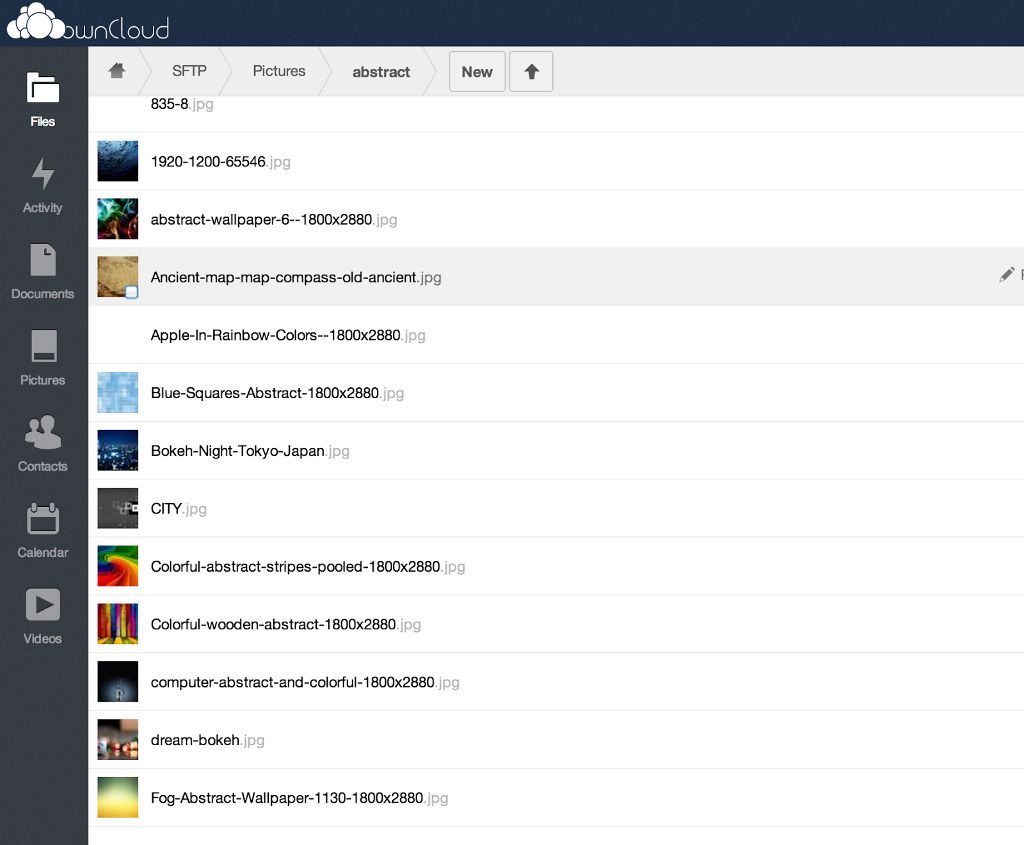 ownCloud
SFTP
Pictures
abstract
New
Files
Activity
Documents
Pictures
Contacts
Calendar
Videos
835-8.jpg
1920-1200-65546.jpg
abstract-wallpaper-6--1800x2880.jpg
Ancient-map-map-compass-old-ancient.jpg
Apple-In-Rainbow-Colors--1800x2880.jpg
Blue-Squares-Abstract-1800x2880.jpg
Bokeh-Night-Tokyo-Japan.jpg
CITY.jpg
Colorful-abstract-stripes-pooled-1800x2880.jpg
Colorful-wooden-abstract-1800x2880.jpg
computer-abstract-and-colorful-1800x2880.jpg
dream-bokeh.jpg
Fog-Abstract-Wallpaper-1130-1800x2880.jpg